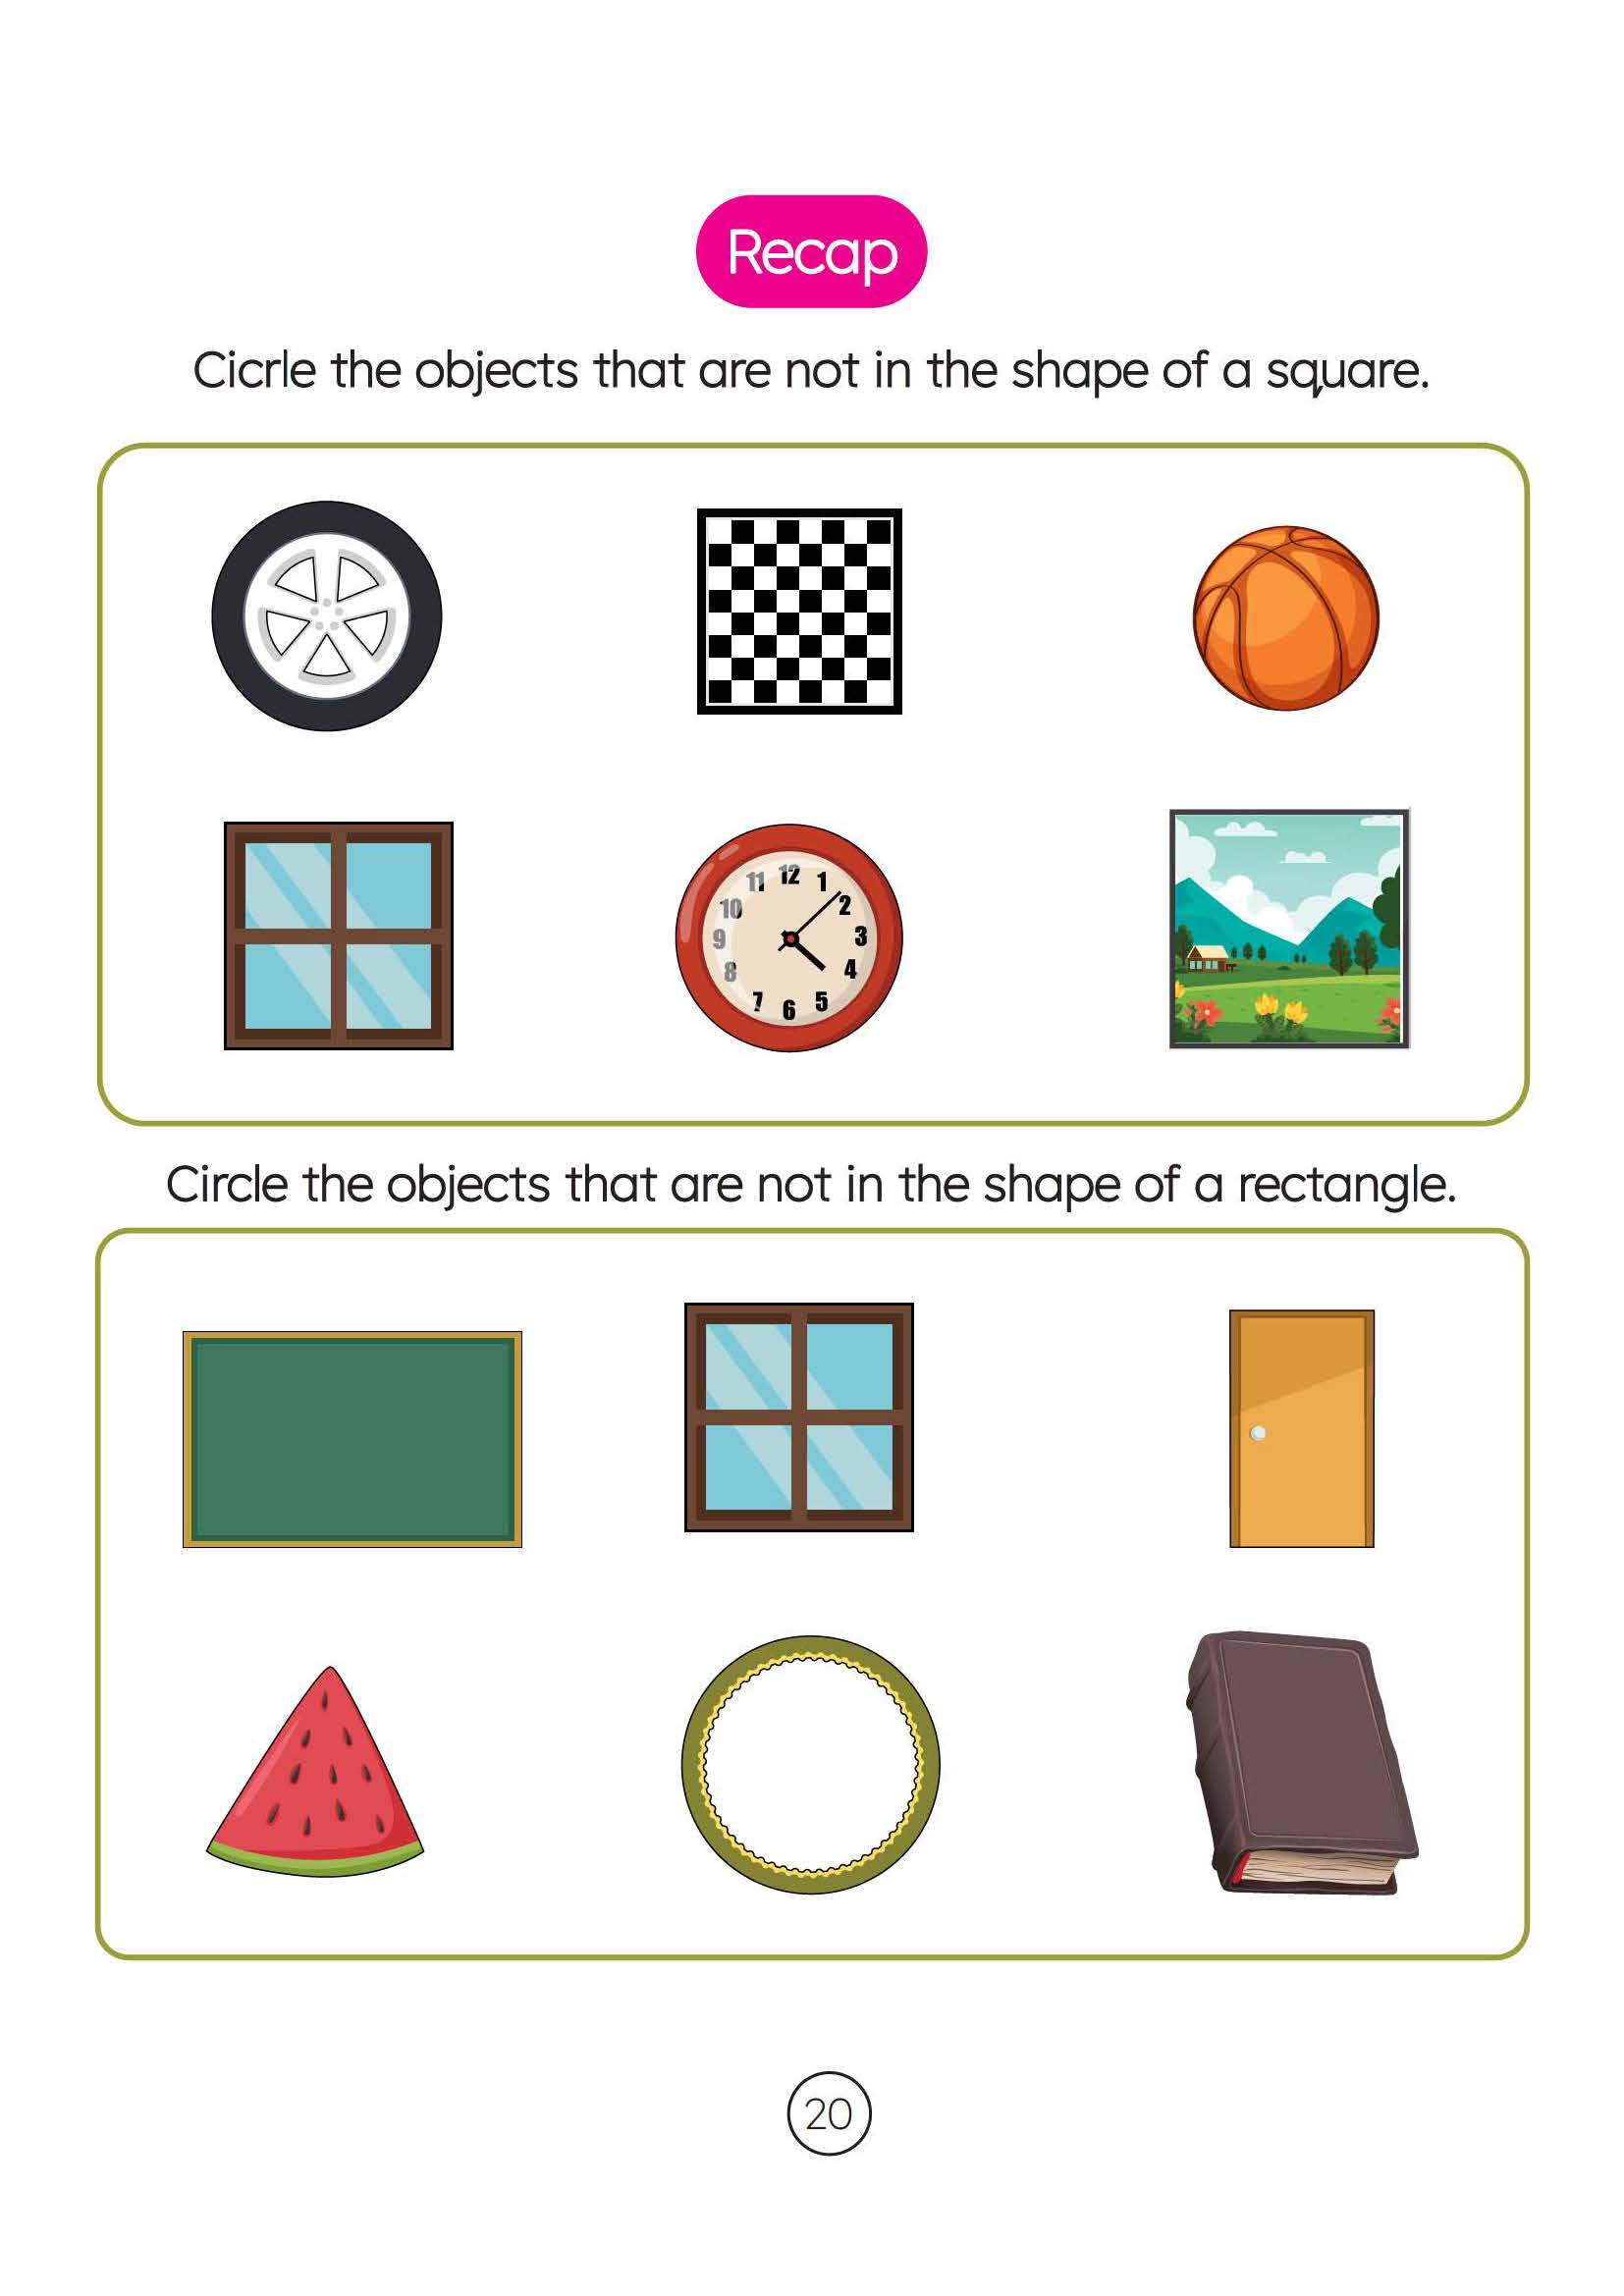 Recap
Cicrle the objects that are not in the shape of a square.
11 12 1
10 2
9 3
8 4
7 6 5
Circle the objects that are not in the shape of a rectangle.
20